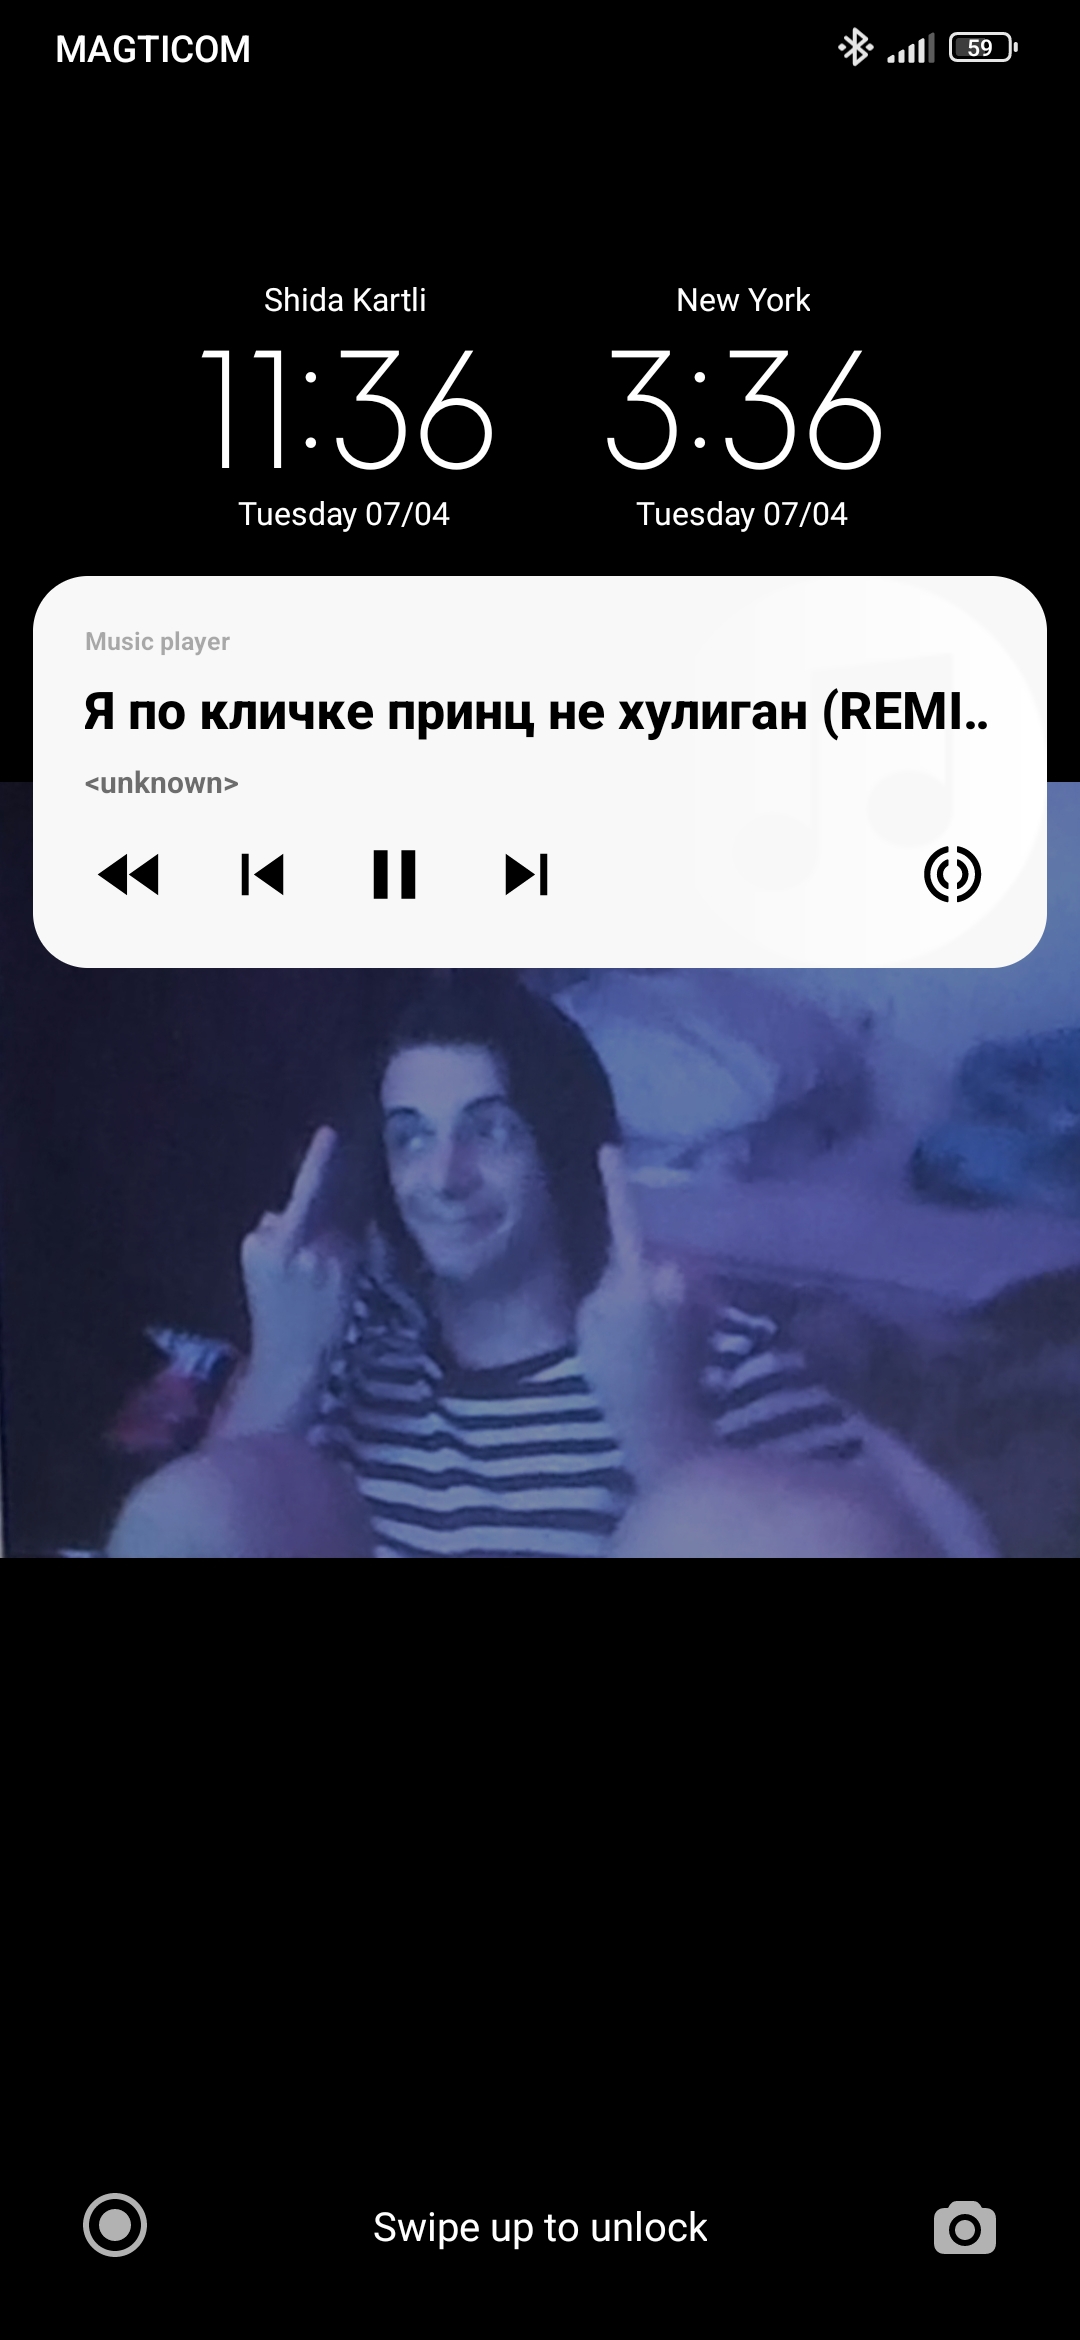 MAGTICOM
59
Shida Kartli
New York
11:36
3:36
Tuesday 07/04
Tuesday 07/04
Music player
Я по кличке принц не хулиган (REMI..
<unknown>
Swipe up to unlock